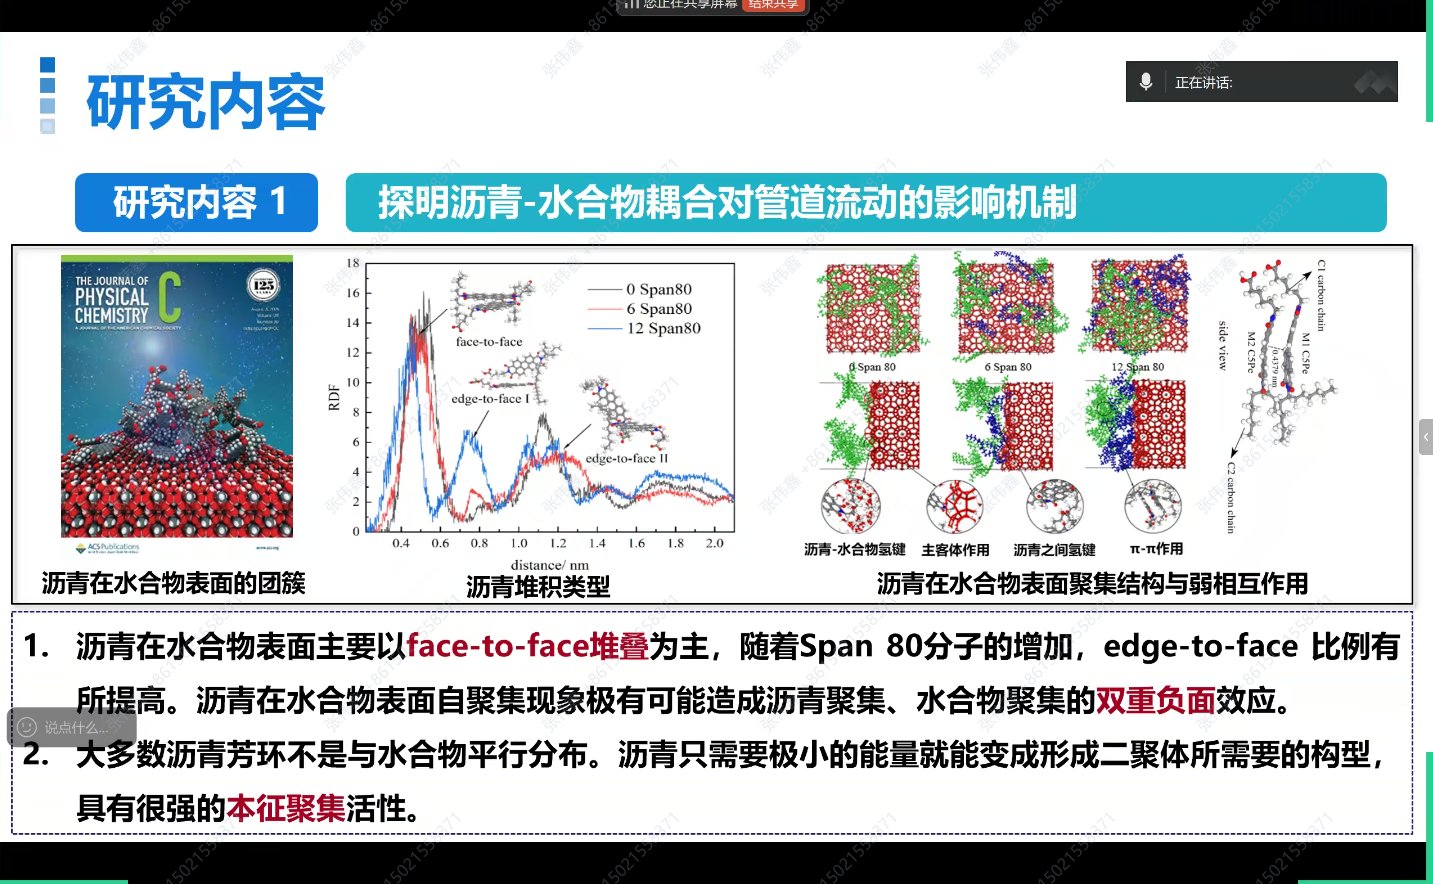 您正在共享屏幕 结束共享
研究内容
正在讲话:
研究内容 1
探明沥青-水合物耦合对管道流动的影响机制
THE JOURNAL OF
PHYSICAL
CHEMISTRY C
125
ACS Publications
www.acs.org
沥青在水合物表面的团簇
18
16
14
12
10
8
6
4
2
0
RDF
0 Span80
6 Span80
12 Span80
face-to-face
edge-to-face I
edge-to-face II
0.4 0.6 0.8 1.0 1.2 1.4 1.6 1.8 2.0
distance/ nm
沥青堆积类型
0 Span 80 6 Span 80 12 Span 80
沥青-水合物氢键 主客体作用 沥青之间氢键 π-π作用
C1 carbon chain
M1 C5Pe
0.4379 nm
M2 C5Pe
side view
C2 carbon chain
沥青在水合物表面聚集结构与弱相互作用
1. 沥青在水合物表面主要以face-to-face堆叠为主，随着Span 80分子的增加，edge-to-face 比例有
所提高。沥青在水合物表面自聚集现象极有可能造成沥青聚集、水合物聚集的双重负面效应。
说点什么...
2. 大多数沥青芳环不是与水合物平行分布。沥青只需要极小的能量就能变成形成二聚体所需要的构型，
具有很强的本征聚集活性。
张伟鑫 +8615021558371